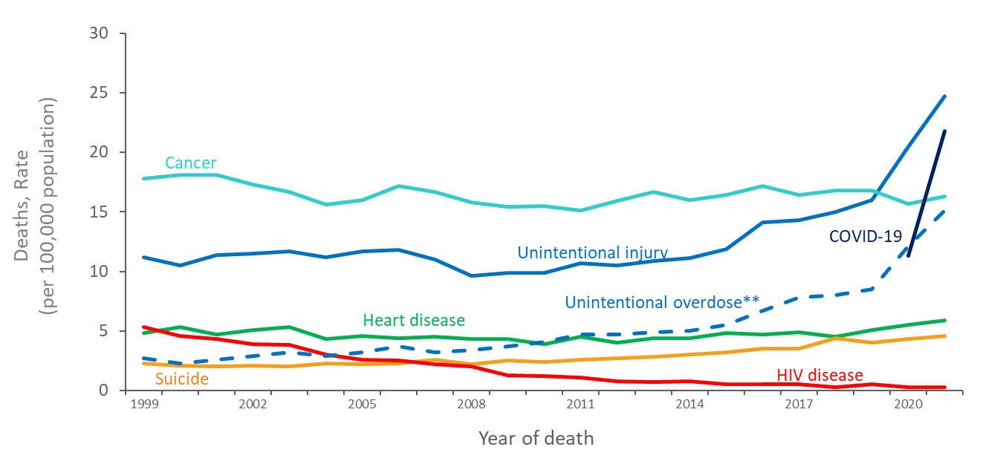 30
25
20
15
10
5
0
Deaths, Rate
(per 100,000 population)
Cancer
Unintentional injury
COVID-19
Unintentional overdose**
Heart disease
Suicide
HIV disease
1999 2002 2005 2008 2011 2014 2017 2020
Year of death